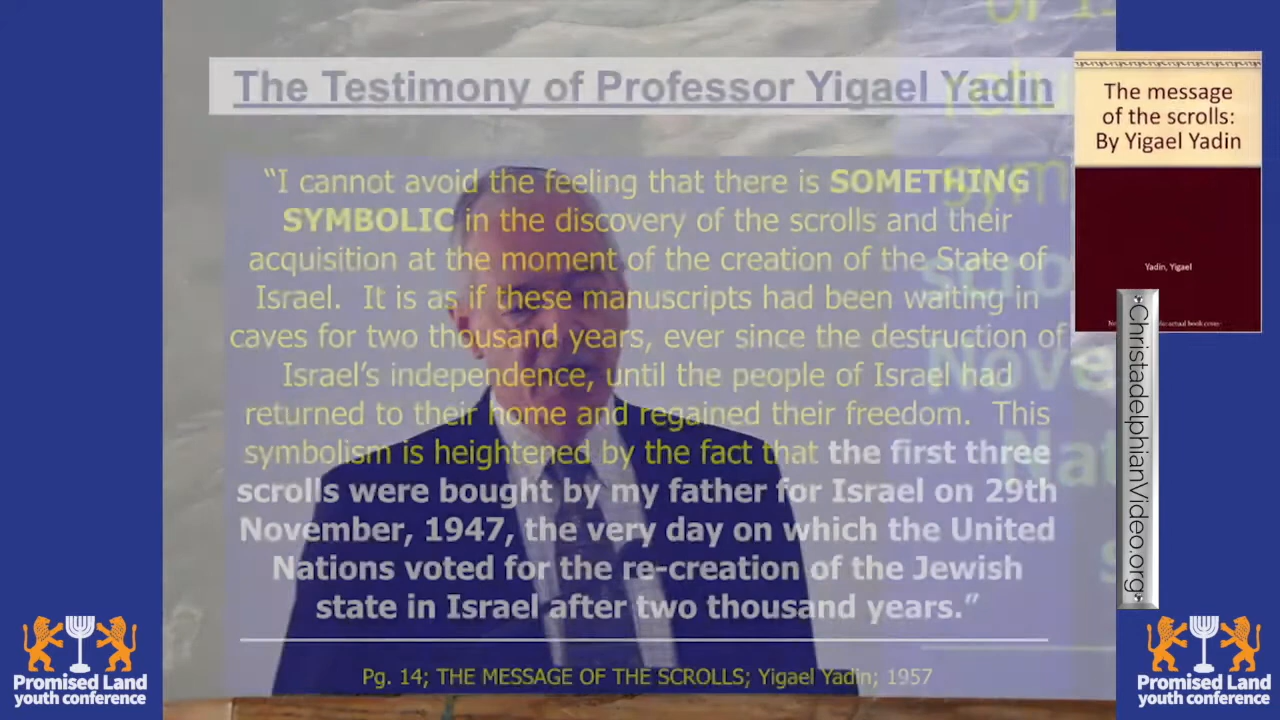 The Testimony of Professor Yigael Yadin
“I cannot avoid the feeling that there is SOMETHING
SYMBOLIC in the discovery of the scrolls and their
acquisition at the moment of the creation of the State of
Israel. It is as if these manuscripts had been waiting in
caves for two thousand years, ever since the destruction of
Israel’s independence, until the people of Israel had
returned to their home and regained their freedom. This
symbolism is heightened by the fact that the first three
scrolls were bought by my father for Israel on 29th
November, 1947, the very day on which the United
Nations voted for the re-creation of the Jewish
state in Israel after two thousand years.”
Pg. 14; THE MESSAGE OF THE SCROLLS; Yigael Yadin; 1957
The message
of the scrolls:
By Yigael Yadin
Yadin, Yigael
actual book cover
ChristadelphianVideo.org
Promised Land
youth conference
Promised Land
youth conference